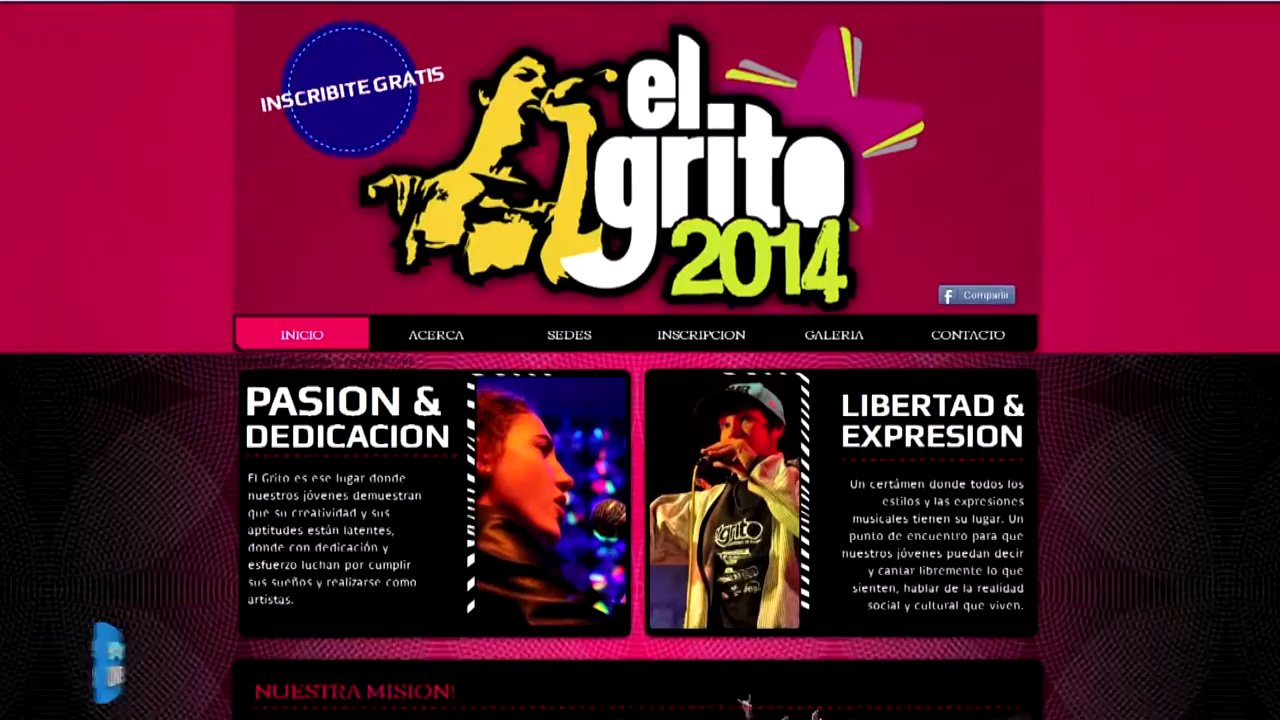 INSCRIBITE GRATIS
el
grito
2014
Compartir
INICIO
ACERCA
SEDES
INSCRIPCION
GALERIA
CONTACTO
PASION &
DEDICACION
El Grito es ese lugar donde
nuestros jóvenes demuestran
que su creatividad y sus
aptitudes están latentes,
donde con dedicación y
esfuerzo luchan por cumplir
sus sueños y realizarse como
artistas.
grito
LIBERTAD &
EXPRESION
Un certámen donde todos los
estilos y las expresiones
musicales tienen su lugar. Un
punto de encuentro para que
nuestros jóvenes puedan decir
y cantar libremente lo que
sienten, hablar de la realidad
social y cultural que viven.
NUESTRA MISION!